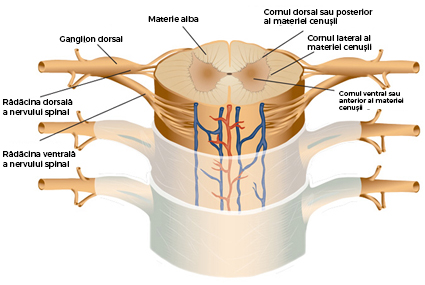 Materie alba
Cornul dorsal sau posterior
al materiei cenușii
Ganglion dorsal
Cornul lateral al
materiei cenușii
Cornul ventral sau
anterior al materiei
cenușii
Rădăcina dorsală
a nervului spinal
Rădăcina ventrală
a nervului spinal